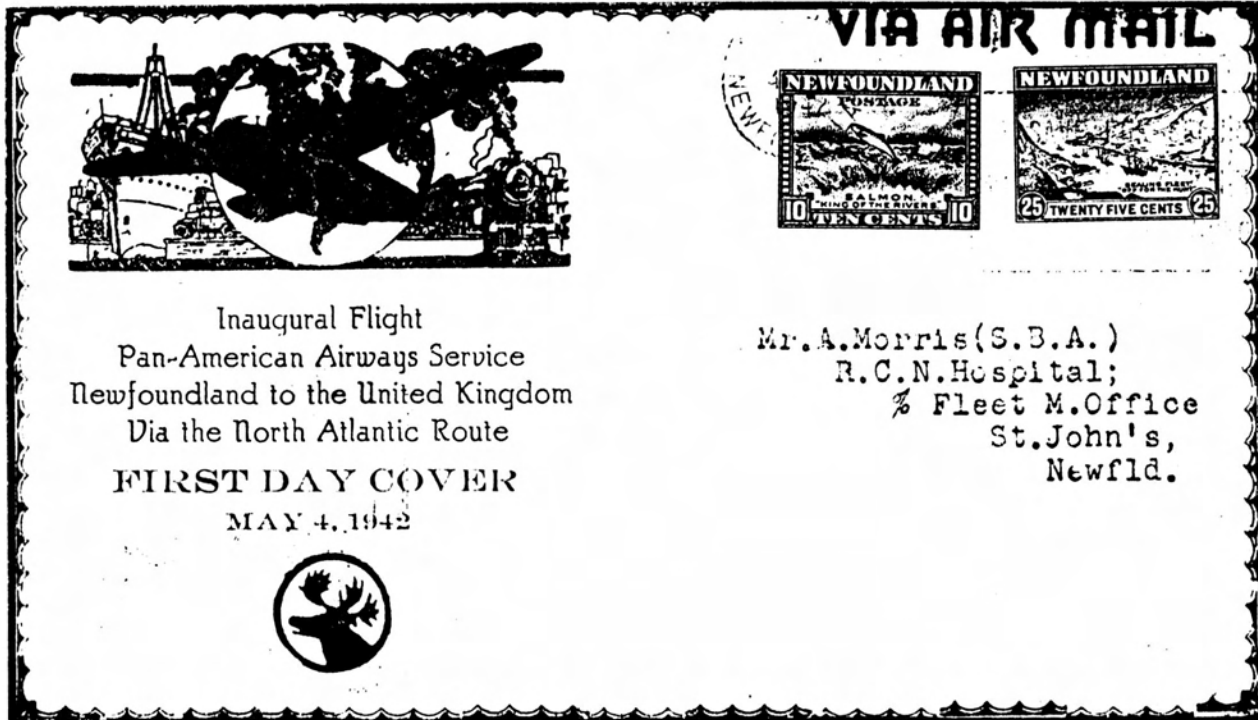 VIA AIR MAIL
NEWFOUNDLAND
POSTAGE
SALMON
"KING OF THE RIVERS"
10 TEN CENTS 10
NEWFOUNDLAND
SEALING FLEET
25 TWENTY FIVE CENTS 25
Inaugural Flight
Pan-American Airways Service
Newfoundland to the United Kingdom
Via the North Atlantic Route
FIRST DAY COVER
MAY 4, 1942
Mr.A.Morris(S.B.A.)
R.C.N.Hospital;
% Fleet M.Office
St.John's,
Newfld.